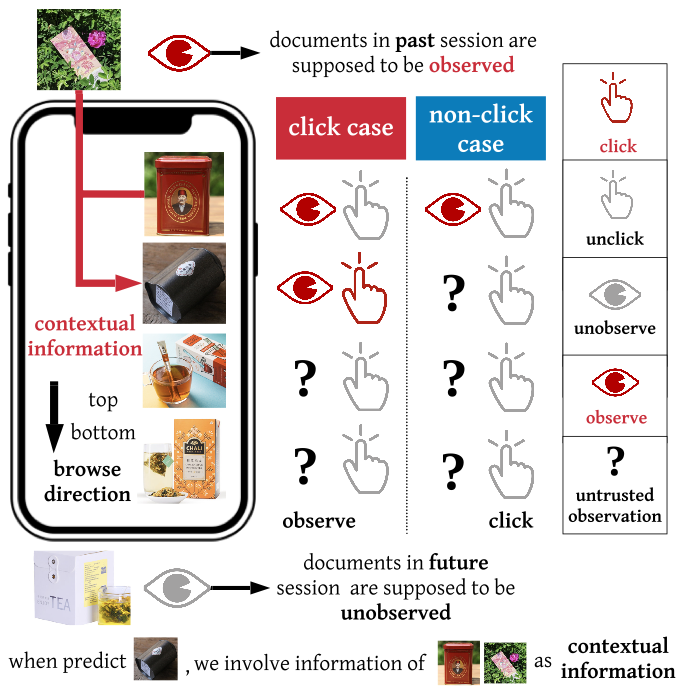 documents in past session are
supposed to be observed
click case
non-click
case
click
unclick
contextual
information
unobserve
top
bottom
observe
browse
direction
CHALI
untrusted
observation
observe
click
TEA
documents in future
session are supposed to be
unobserved
when predict , we involve information of as contextual
information